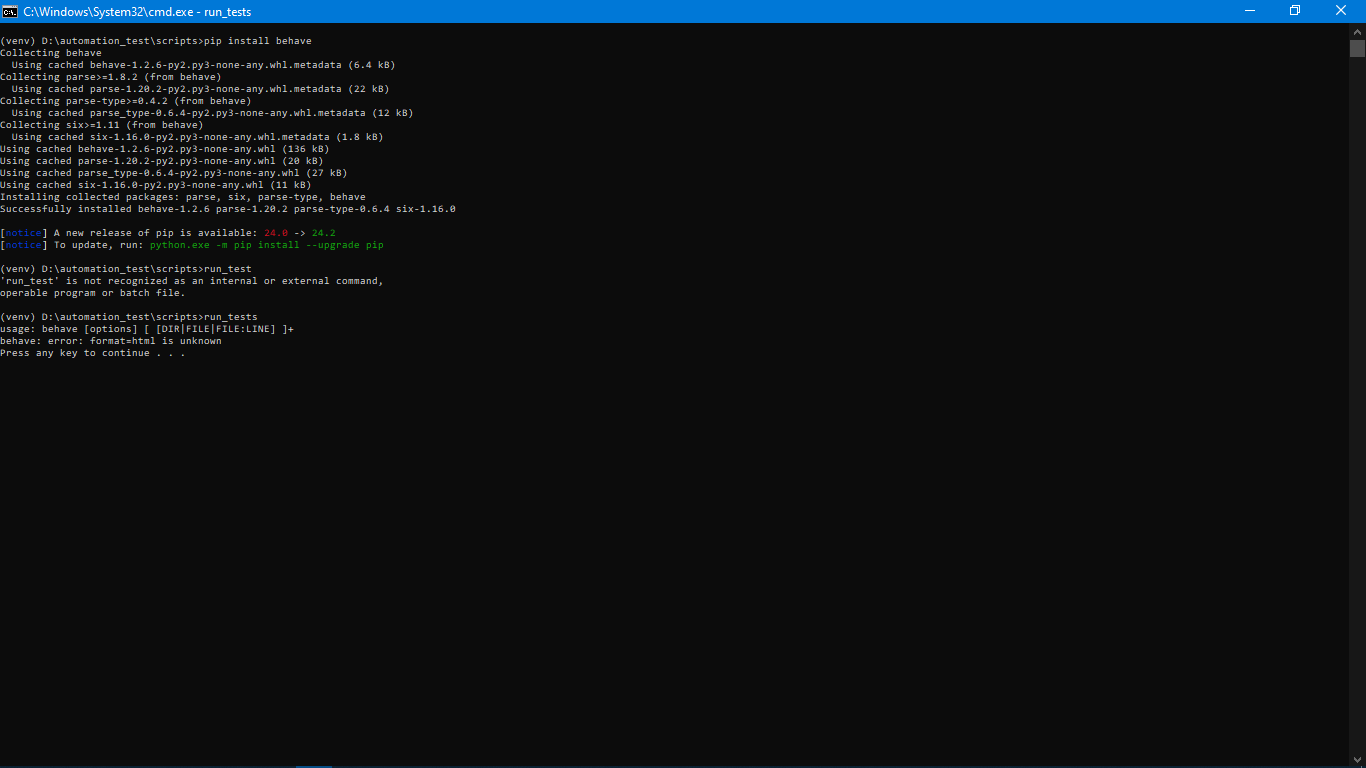 C:\Windows\System32\cmd.exe - run_tests
(venv) D:\automation_test\scripts>pip install behave
Collecting behave
  Using cached behave-1.2.6-py2.py3-none-any.whl.metadata (6.4 kB)
Collecting parse>=1.8.2 (from behave)
  Using cached parse-1.20.2-py2.py3-none-any.whl.metadata (22 kB)
Collecting parse-type>=0.4.2 (from behave)
  Using cached parse_type-0.6.4-py2.py3-none-any.whl.metadata (12 kB)
Collecting six>=1.11 (from behave)
  Using cached six-1.16.0-py2.py3-none-any.whl.metadata (1.8 kB)
Using cached behave-1.2.6-py2.py3-none-any.whl (136 kB)
Using cached parse-1.20.2-py2.py3-none-any.whl (20 kB)
Using cached parse_type-0.6.4-py2.py3-none-any.whl (27 kB)
Using cached six-1.16.0-py2.py3-none-any.whl (11 kB)
Installing collected packages: parse, six, parse-type, behave
Successfully installed behave-1.2.6 parse-1.20.2 parse-type-0.6.4 six-1.16.0
[notice] A new release of pip is available: 24.0 -> 24.2
[notice] To update, run: python.exe -m pip install --upgrade pip
(venv) D:\automation_test\scripts>run_test
'run_test' is not recognized as an internal or external command,
operable program or batch file.
(venv) D:\automation_test\scripts>run_tests
usage: behave [options] [ [DIR|FILE|FILE:LINE] ]+
behave: error: format=html is unknown
Press any key to continue . . .